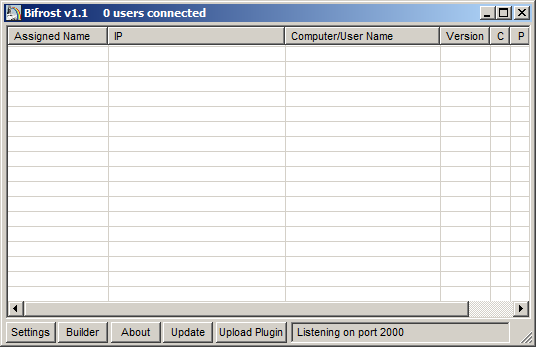 Bifrost v1.1 0 users connected
Assigned Name IP Computer/User Name Version C P
Settings Builder About Update Upload Plugin Listening on port 2000